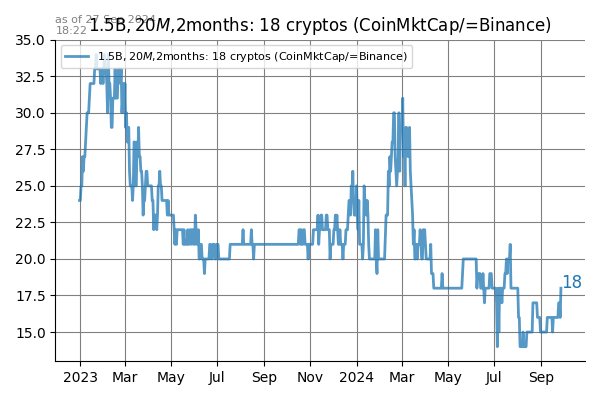 as of 27 Sep 2024
18:22
1.5B, 20M,2months: 18 cryptos (CoinMktCap/=Binance)
1.5B, 20M,2months: 18 cryptos (CoinMktCap/=Binance)
35.0
32.5
30.0
27.5
25.0
22.5
20.0
17.5
15.0
18
2023 Mar May Jul Sep Nov 2024 Mar May Jul Sep